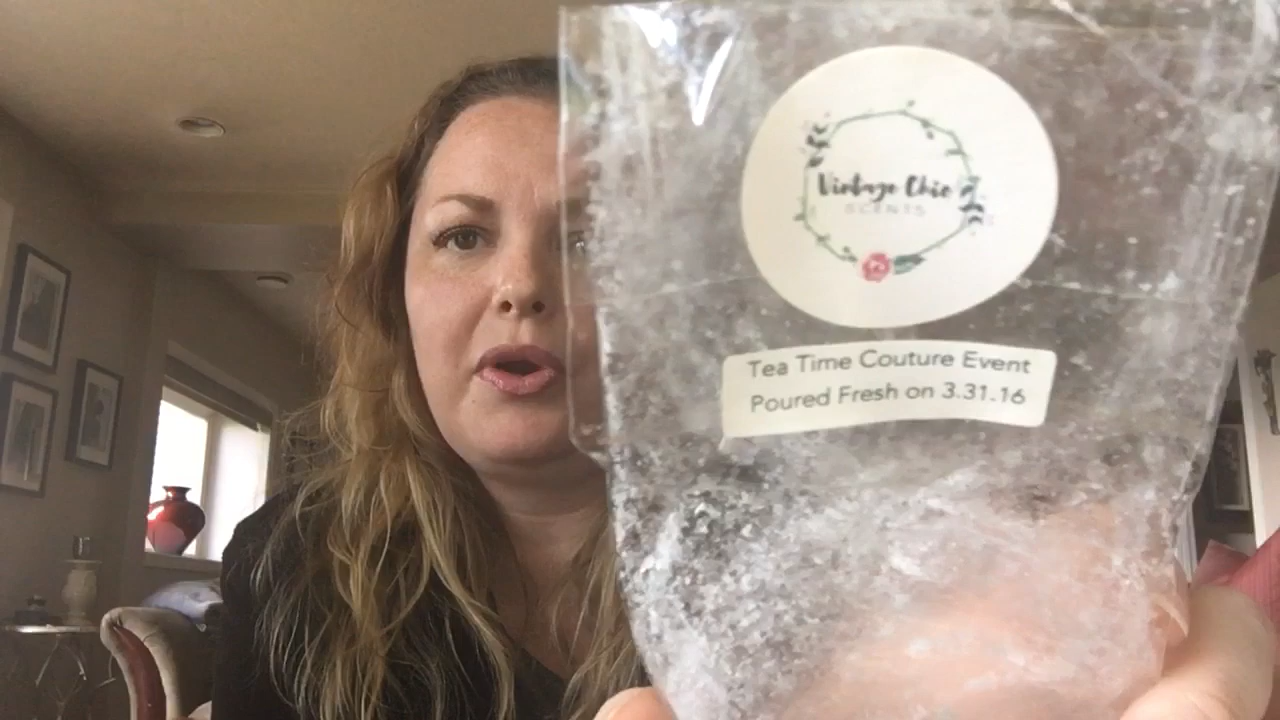 Vintage Chic
SCENTS
Tea Time Couture Event
Poured Fresh on 3.31.16